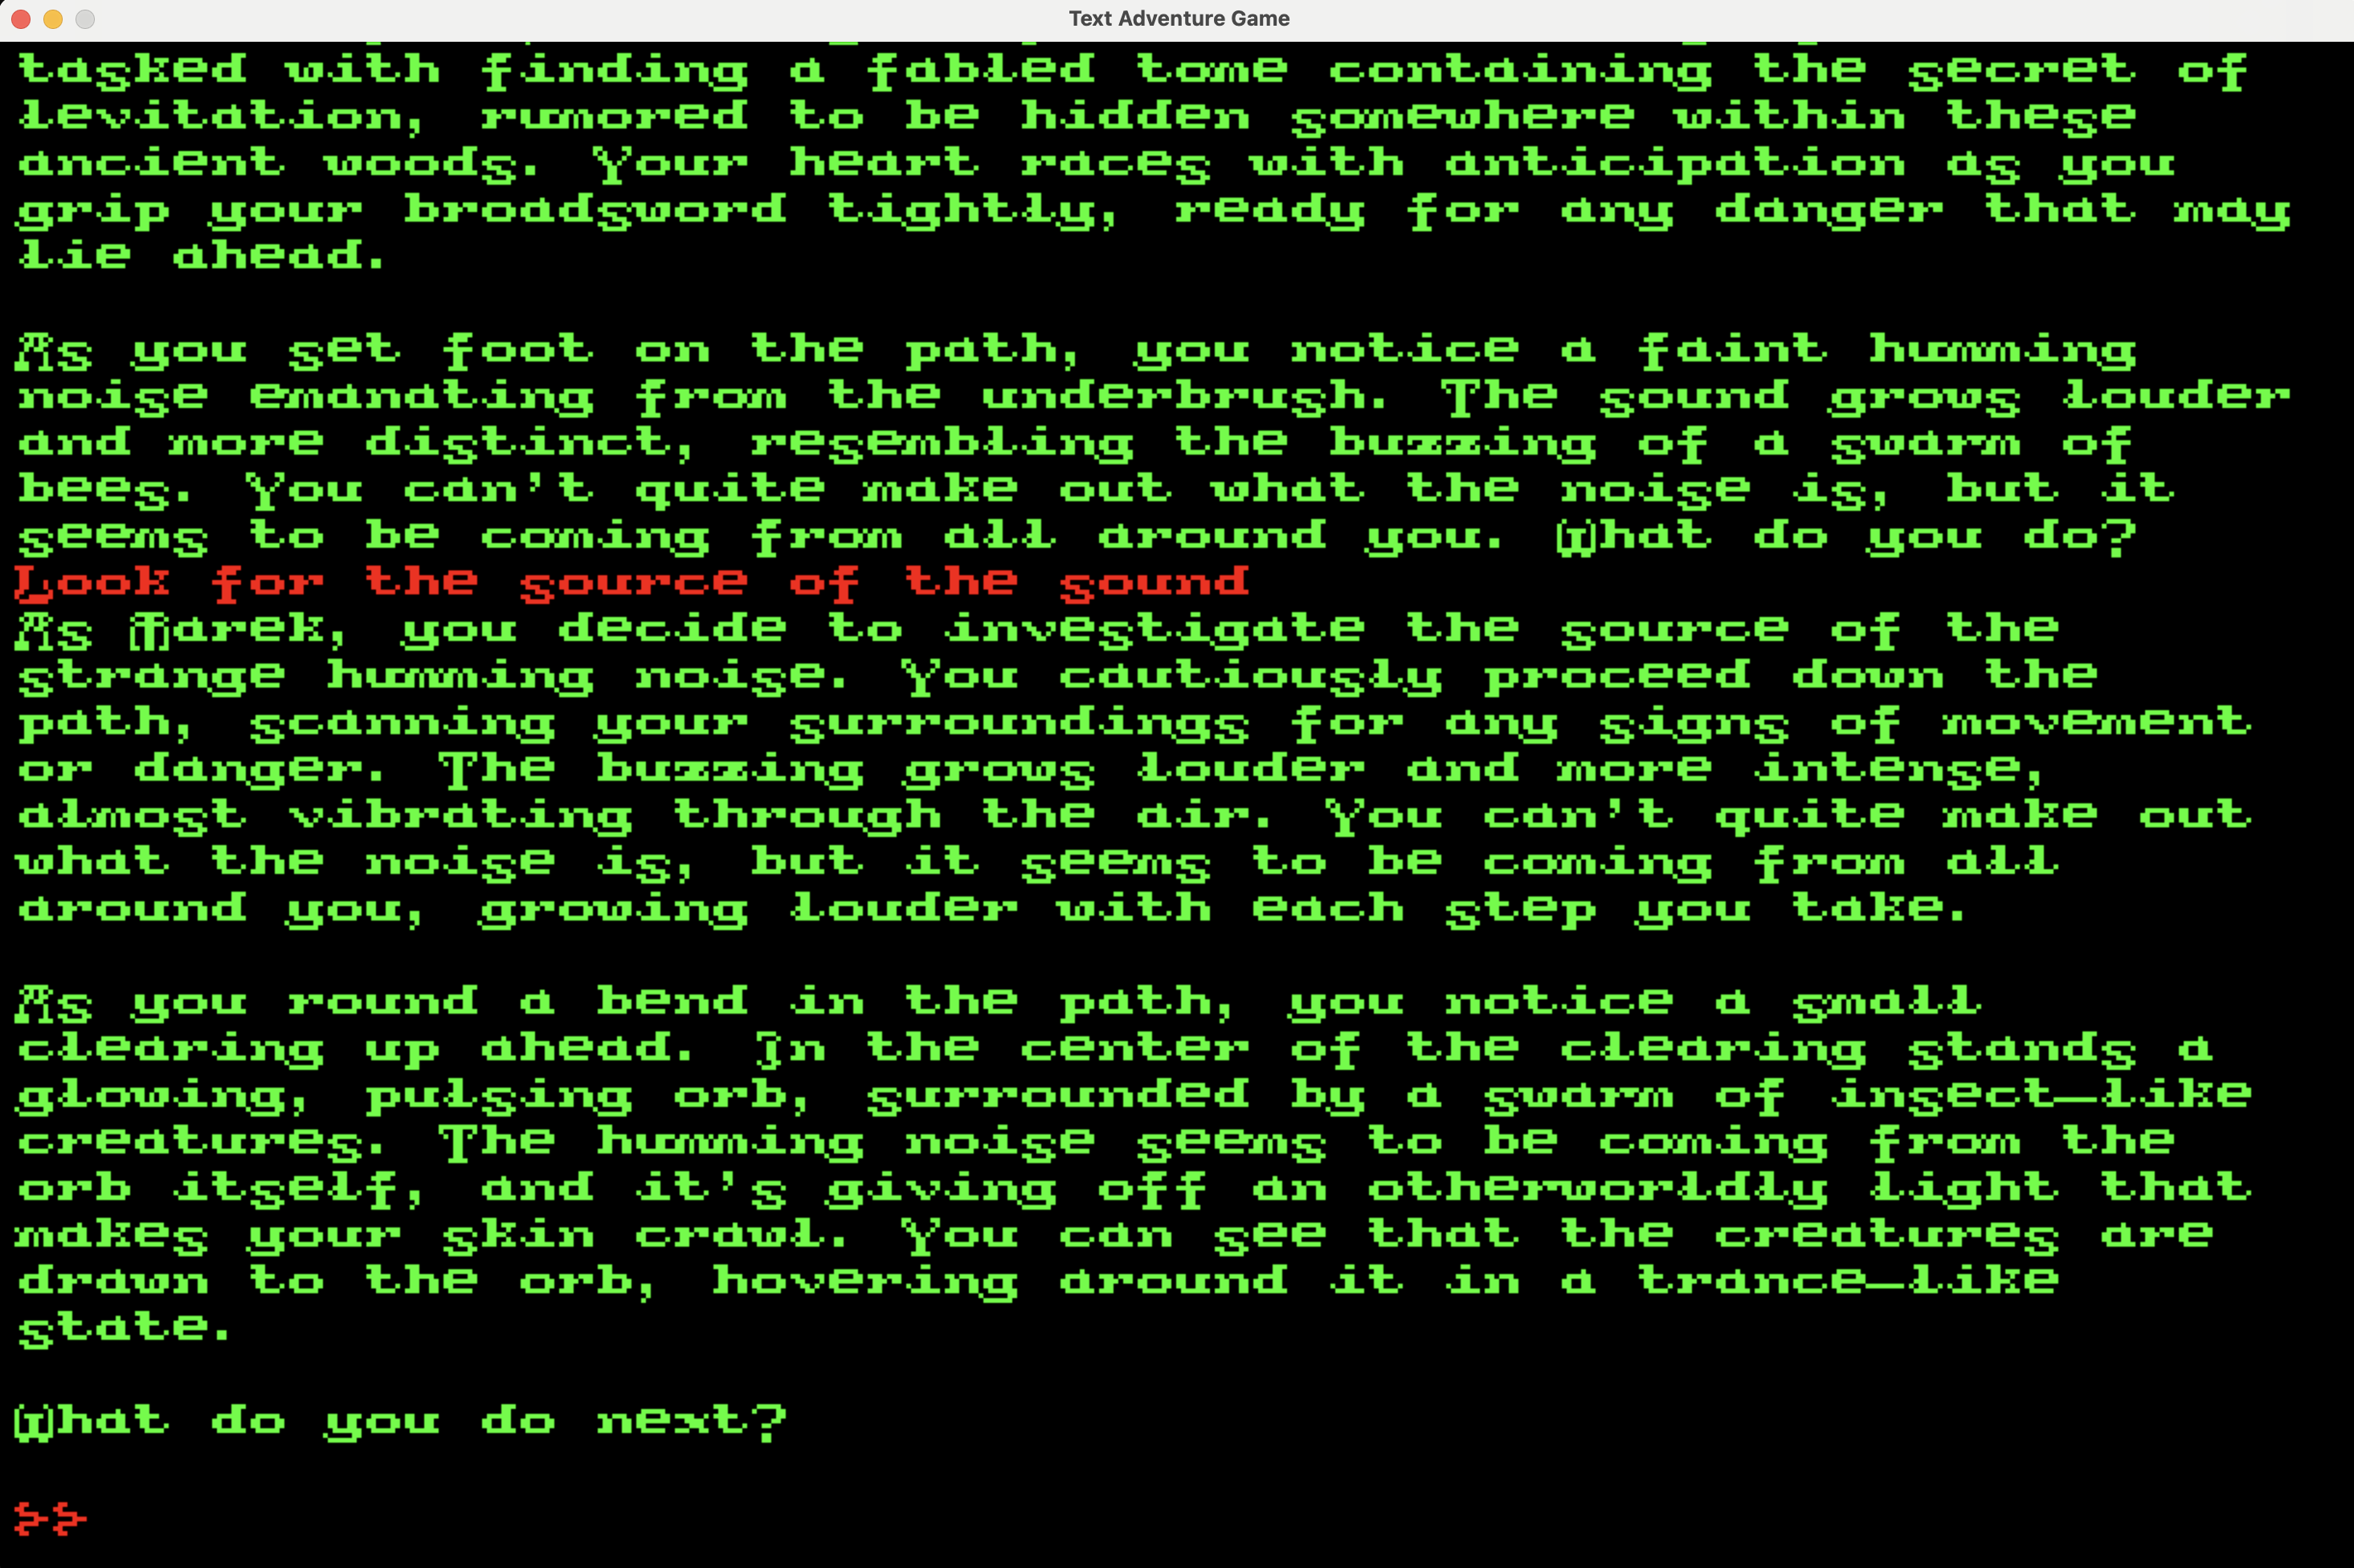 Text Adventure Game
tasked with finding a fabled tome containing the secret of
levitation, rumored to be hidden somewhere within these
ancient woods. Your heart races with anticipation as you
grip your broadsword tightly, ready for any danger that may
lie ahead.
As you set foot on the path, you notice a faint humming
noise emanating from the underbrush. The sound grows louder
and more distinct, resembling the buzzing of a swarm of
bees. You can't quite make out what the noise is, but it
seems to be coming from all around you. What do you do?
Look for the source of the sound
As Marek, you decide to investigate the source of the
strange humming noise. You cautiously proceed down the
path, scanning your surroundings for any signs of movement
or danger. The buzzing grows louder and more intense,
almost vibrating through the air. You can't quite make out
what the noise is, but it seems to be coming from all
around you, growing louder with each step you take.
As you round a bend in the path, you notice a small
clearing up ahead. In the center of the clearing stands a
glowing, pulsing orb, surrounded by a swarm of insect-like
creatures. The humming noise seems to be coming from the
orb itself, and it's giving off an otherworldly light that
makes your skin crawl. You can see that the creatures are
drawn to the orb, hovering around it in a trance-like
state.
What do you do next?
>>